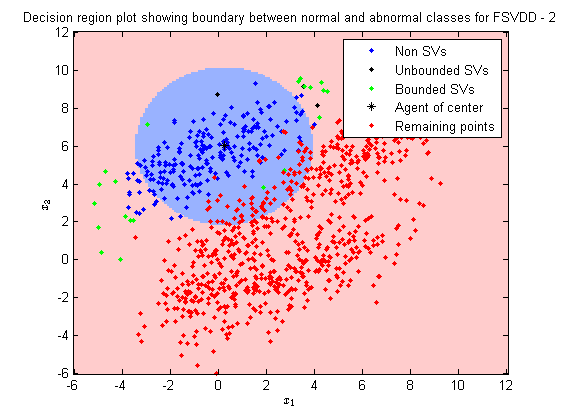 Decision region plot showing boundary between normal and abnormal classes for FSVDD - 2
12
10
8
6
4
2
0
-2
-4
-6
x2
Non SVs
Unbounded SVs
Bounded SVs
Agent of center
Remaining points
-6 -4 -2 0 2 4 6 8 10 12
x1